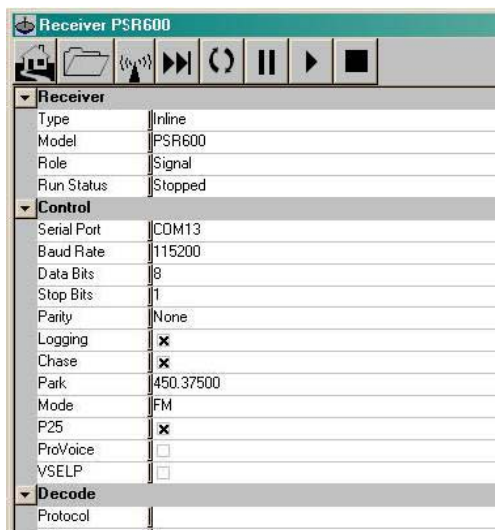 Receiver PSR600
Receiver
Type Inline
Model PSR600
Role Signal
Run Status Stopped
Control
Serial Port COM13
Baud Rate 115200
Data Bits 8
Stop Bits 1
Parity None
Logging
Chase
Park 450.37500
Mode FM
P25
ProVoice
VSELP
Decode
Protocol